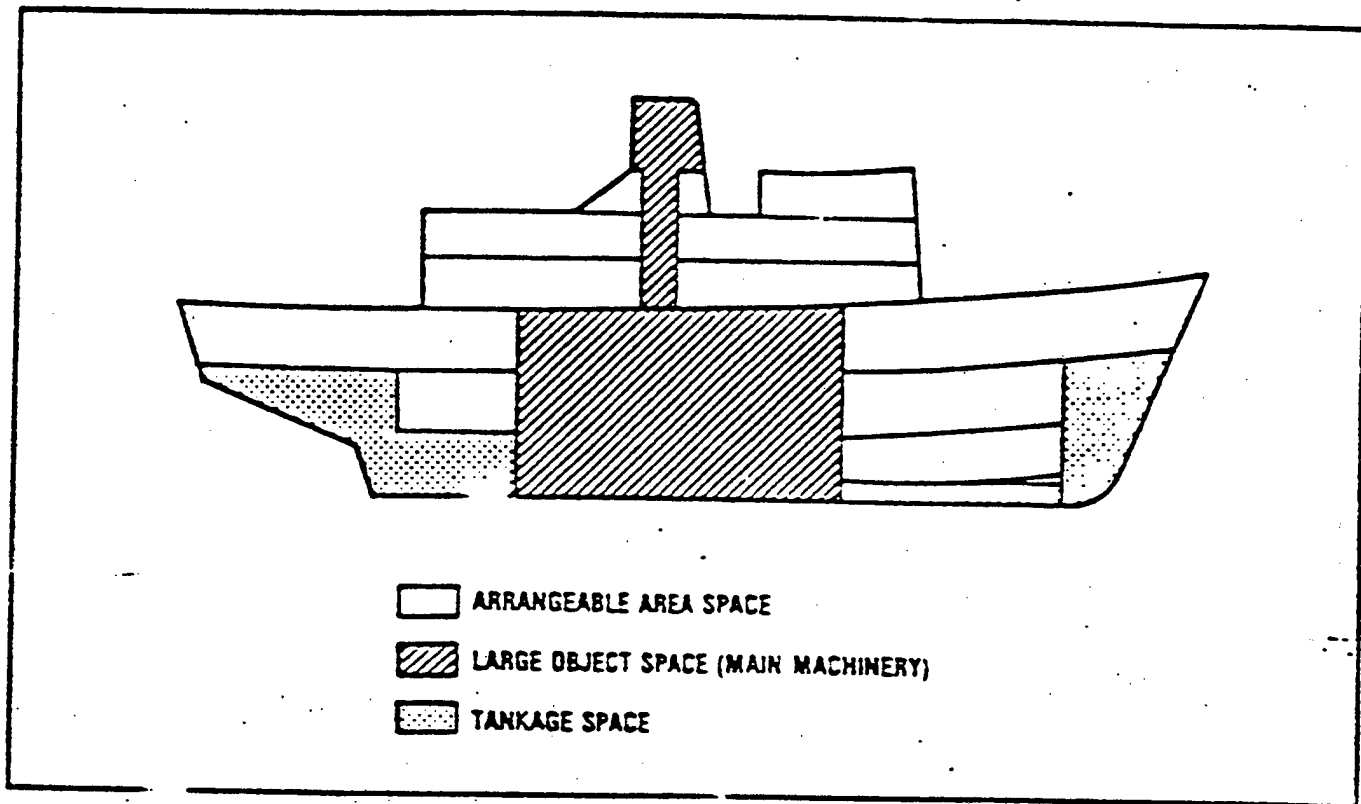 ARRANGEABLE AREA SPACE
LARGE OBJECT SPACE (MAIN MACHINERY)
TANKAGE SPACE